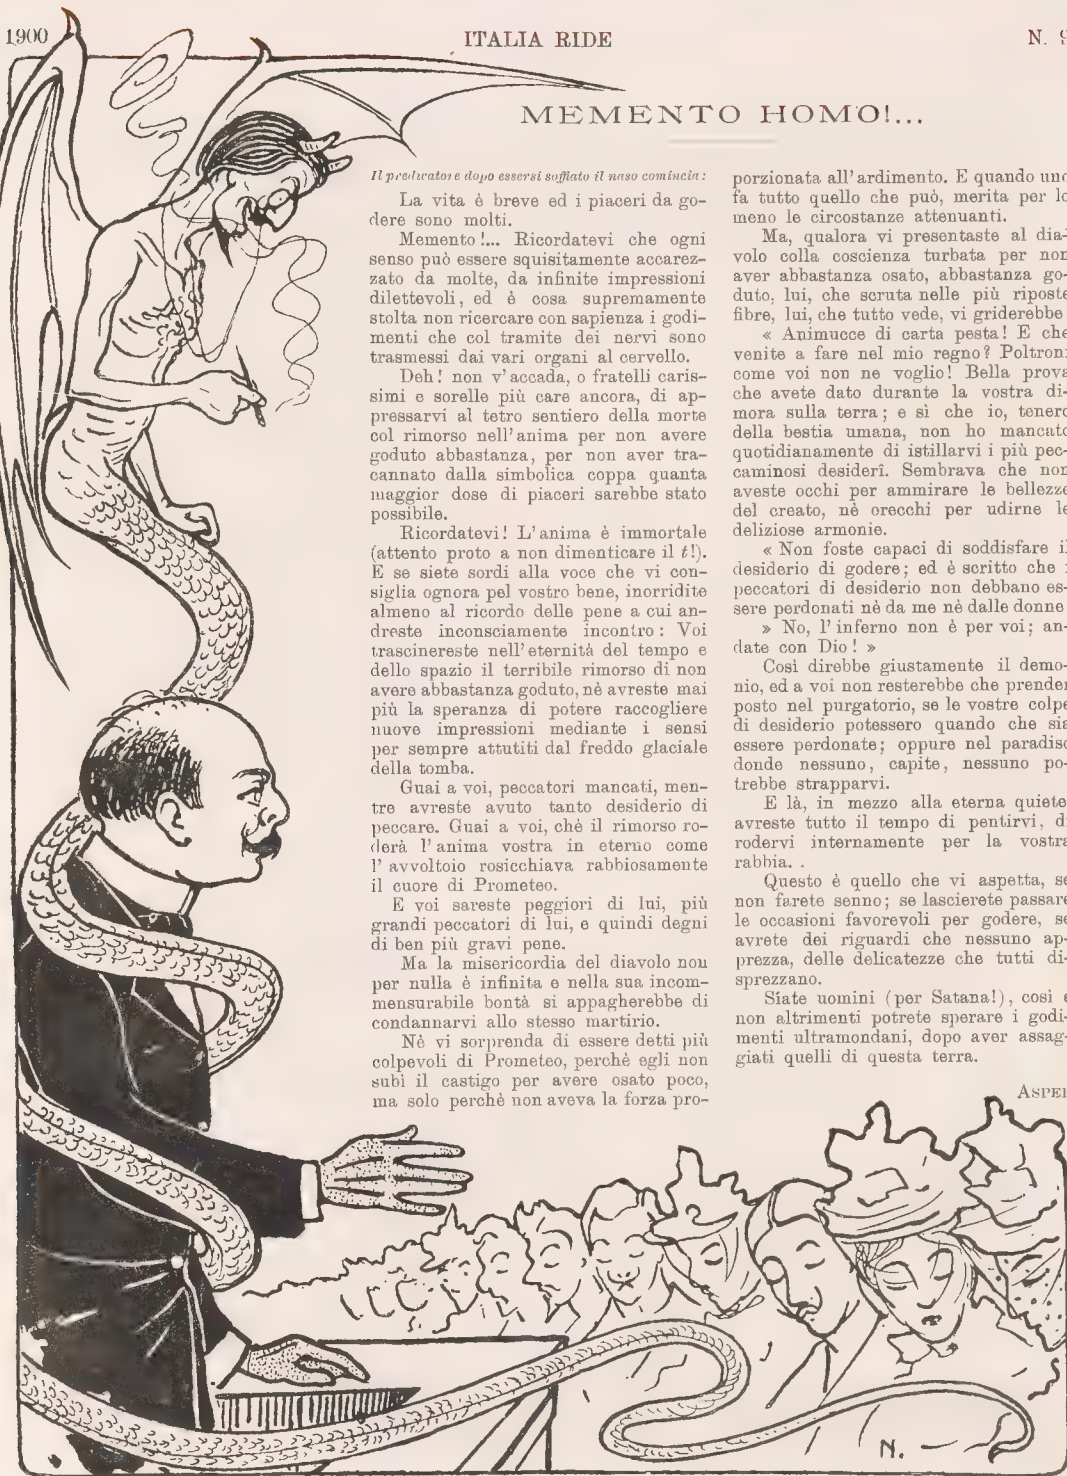 1900
ITALIA RIDE
N. 9
MEMENTO HOMO!...
Il predicatore dopo essersi soffiato il naso comincia:
La vita è breve ed i piaceri da go-
dere sono molti.
Memento!... Ricordatevi che ogni
senso può essere squisitamente accarez-
zato da molte, da infinite impressioni
dilettevoli, ed è cosa supremamente
stolta non ricercare con sapienza i godi-
menti che col tramite dei nervi sono
trasmessi dai vari organi al cervello.
Deh! non v'accada, o fratelli caris-
simi e sorelle più care ancora, di ap-
pressarvi al tetro sentiero della morte
col rimorso nell'anima per non avere
goduto abbastanza, per non aver tra-
cannato dalla simbolica coppa quanta
maggior dose di piaceri sarebbe stato
possibile.
Ricordatevi! L'anima è immortale
(attento proto a non dimenticare il t!).
E se siete sordi alla voce che vi con-
siglia ognora pel vostro bene, inorridite
almeno al ricordo delle pene a cui an-
dreste inconsciamente incontro: Voi
trascinereste nell'eternità del tempo e
dello spazio il terribile rimorso di non
avere abbastanza goduto, nè avreste mai
più la speranza di potere raccogliere
nuove impressioni mediante i sensi
per sempre attutiti dal freddo glaciale
della tomba.
Guai a voi, peccatori mancati, men-
tre avreste avuto tanto desiderio di
peccare. Guai a voi, chè il rimorso ro-
derà l'anima vostra in eterno come
l'avvoltoio rosicchiava rabbiosamente
il cuore di Prometeo.
E voi sareste peggiori di lui, più
grandi peccatori di lui, e quindi degni
di ben più gravi pene.
Ma la misericordia del diavolo non
per nulla è infinita e nella sua incom-
mensurabile bontà si appagherebbe di
condannarvi allo stesso martirio.
Nè vi sorprenda di essere detti più
colpevoli di Prometeo, perchè egli non
subì il castigo per avere osato poco,
ma solo perchè non aveva la forza pro-
porzionata all'ardimento. E quando uno
fa tutto quello che può, merita per lo
meno le circostanze attenuanti.
Ma, qualora vi presentaste al dia-
volo colla coscienza turbata per non
aver abbastanza osato, abbastanza go-
duto, lui, che scruta nelle più riposte
fibre, lui, che tutto vede, vi griderebbe
« Animucce di carta pesta! E che
venite a fare nel mio regno? Poltroni
come voi non ne voglio! Bella prova
che avete dato durante la vostra di-
mora sulla terra; e sì che io, tenero
della bestia umana, non ho mancato
quotidianamente di istillarvi i più pec-
caminosi desiderî. Sembrava che non
aveste occhi per ammirare le bellezze
del creato, nè orecchi per udirne le
deliziose armonie.
« Non foste capaci di soddisfare il
desiderio di godere; ed è scritto che i
peccatori di desiderio non debbano es-
sere perdonati nè da me nè dalle donne
» No, l'inferno non è per voi; an-
date con Dio! »
Così direbbe giustamente il demo-
nio, ed a voi non resterebbe che prender
posto nel purgatorio, se le vostre colpe
di desiderio potessero quando che sia
essere perdonate; oppure nel paradiso
donde nessuno, capite, nessuno po-
trebbe strapparvi.
E là, in mezzo alla eterna quiete
avreste tutto il tempo di pentirvi, di
rodervi internamente per la vostra
rabbia. .
Questo è quello che vi aspetta, se
non farete senno; se lascierete passare
le occasioni favorevoli per godere, se
avrete dei riguardi che nessuno ap-
prezza, delle delicatezze che tutti di-
sprezzano.
Siate uomini (per Satana!), così e
non altrimenti potrete sperare i godi-
menti ultramondani, dopo aver assag-
giati quelli di questa terra.
N.